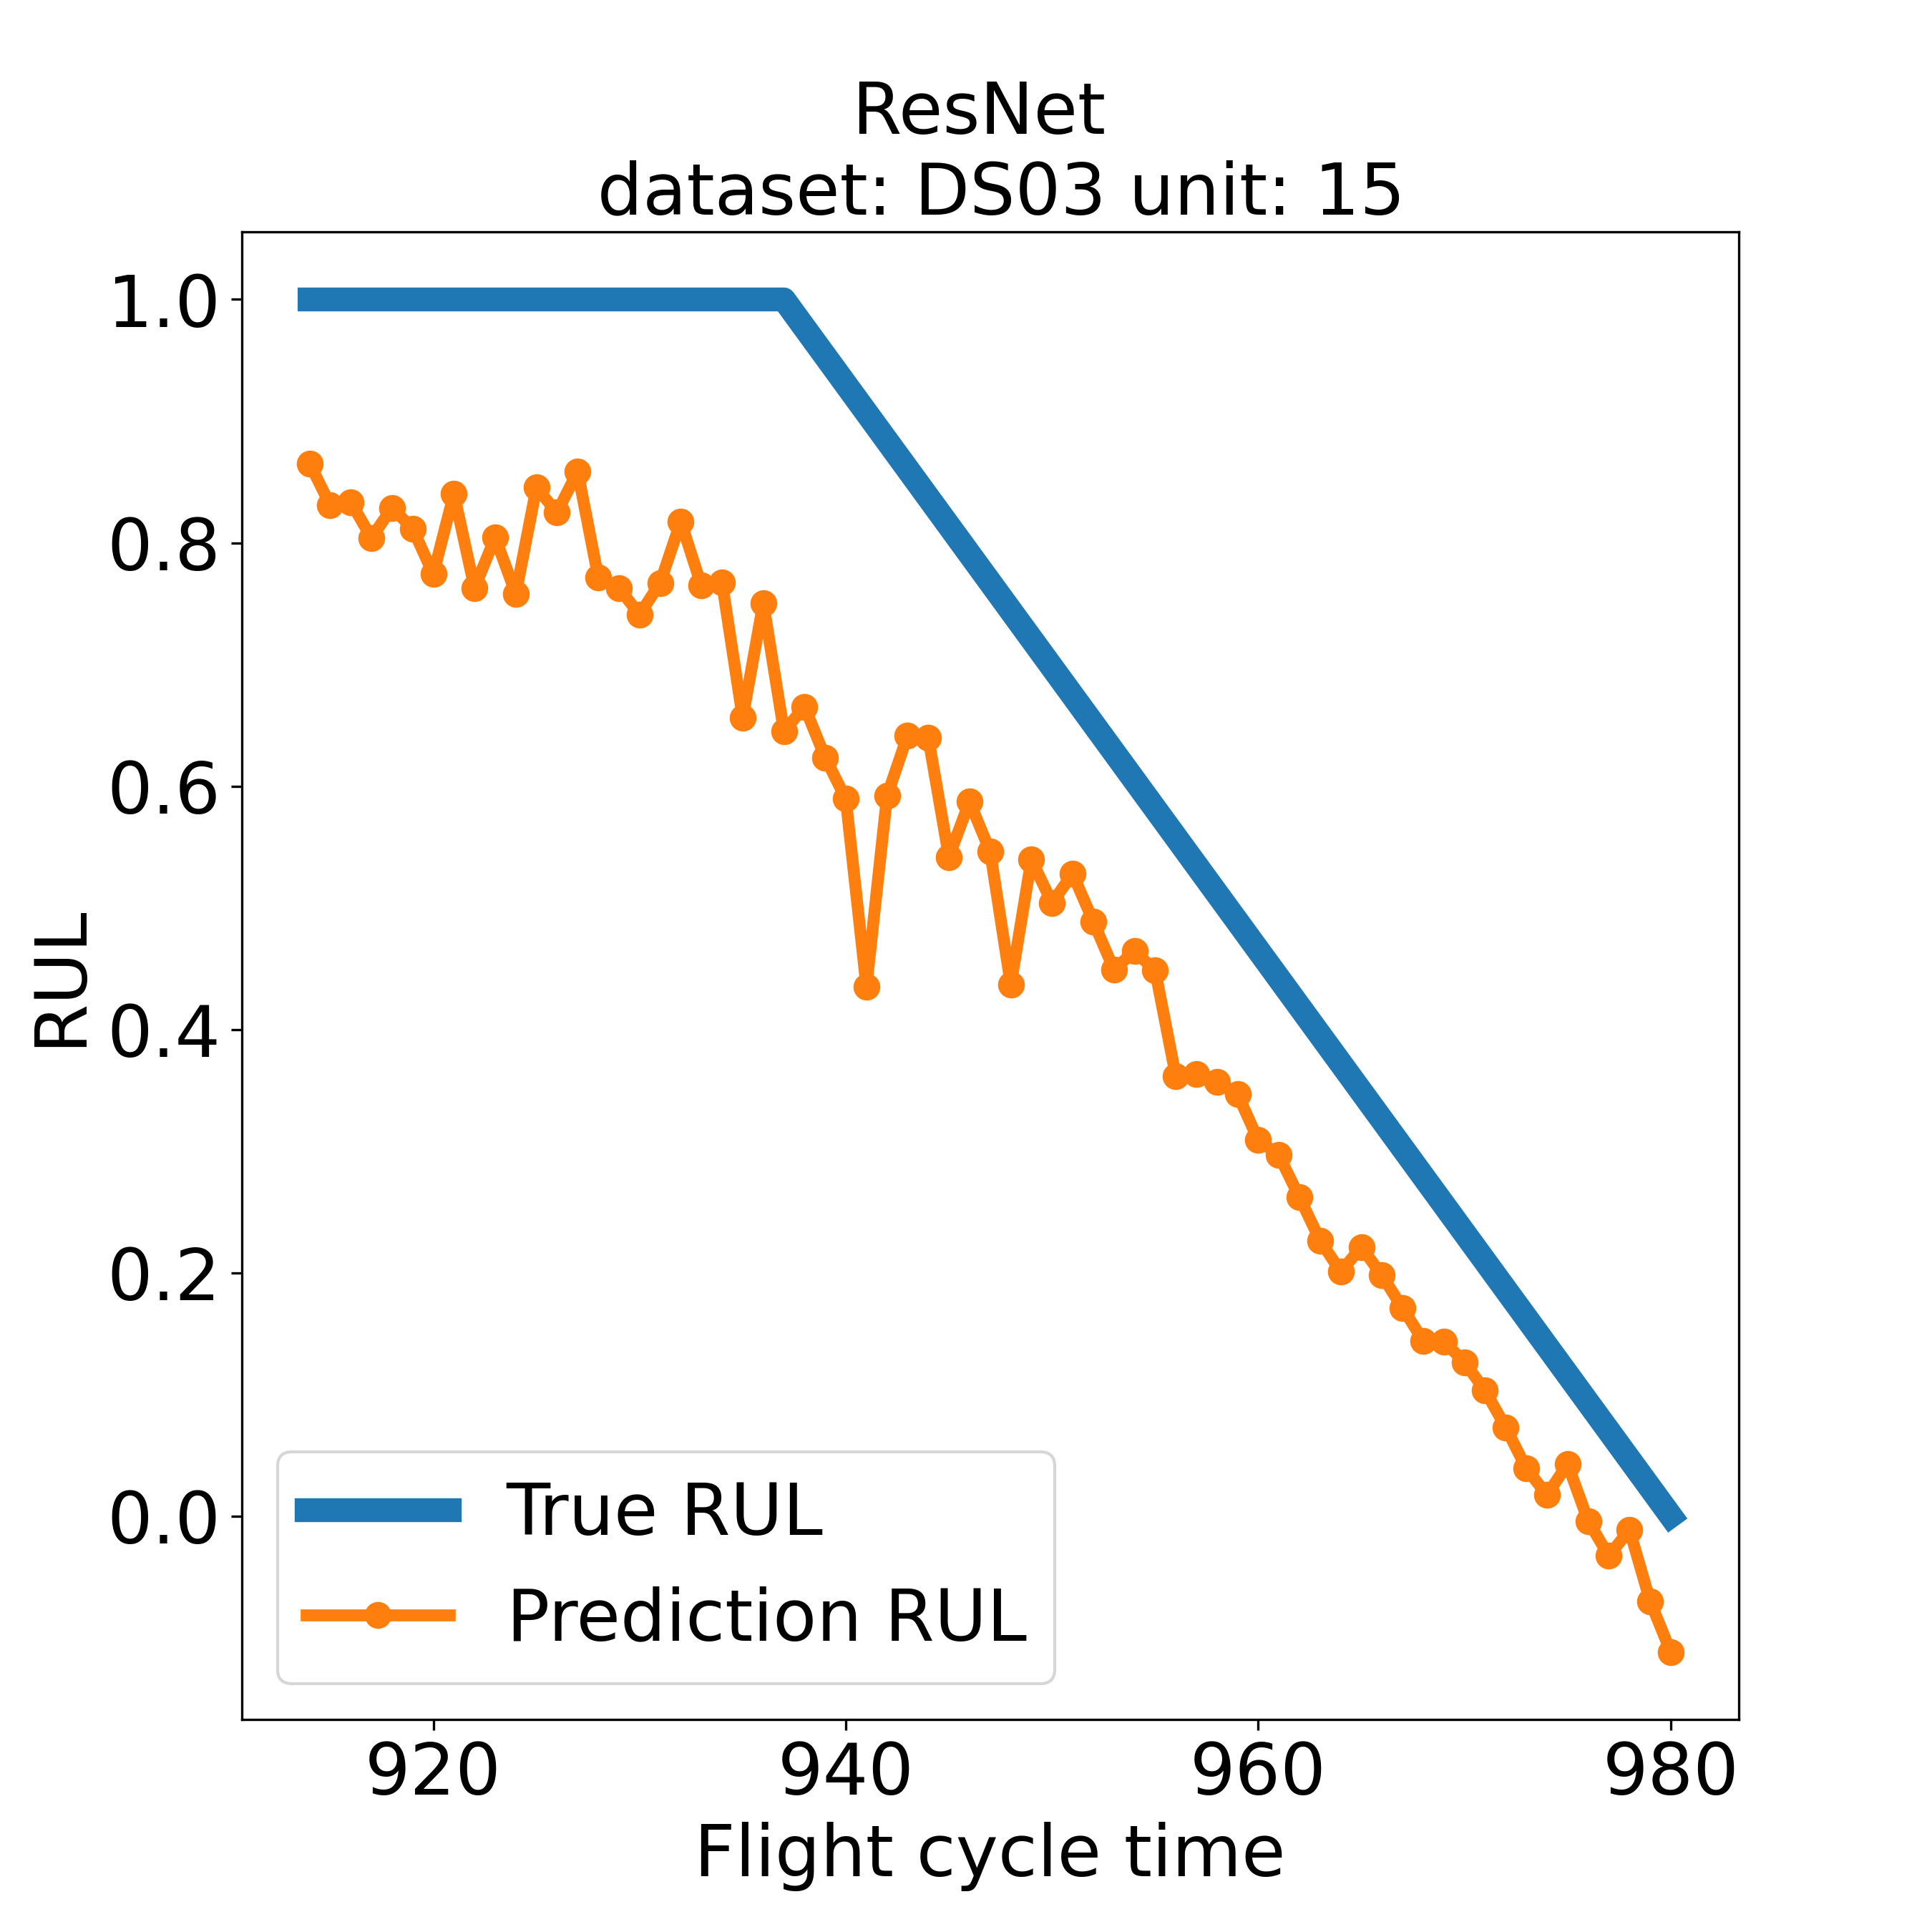 ResNet
dataset: DS03 unit: 15
1.0
0.8
0.6
0.4
0.2
0.0
RUL
True RUL
Prediction RUL
920 940 960 980
Flight cycle time